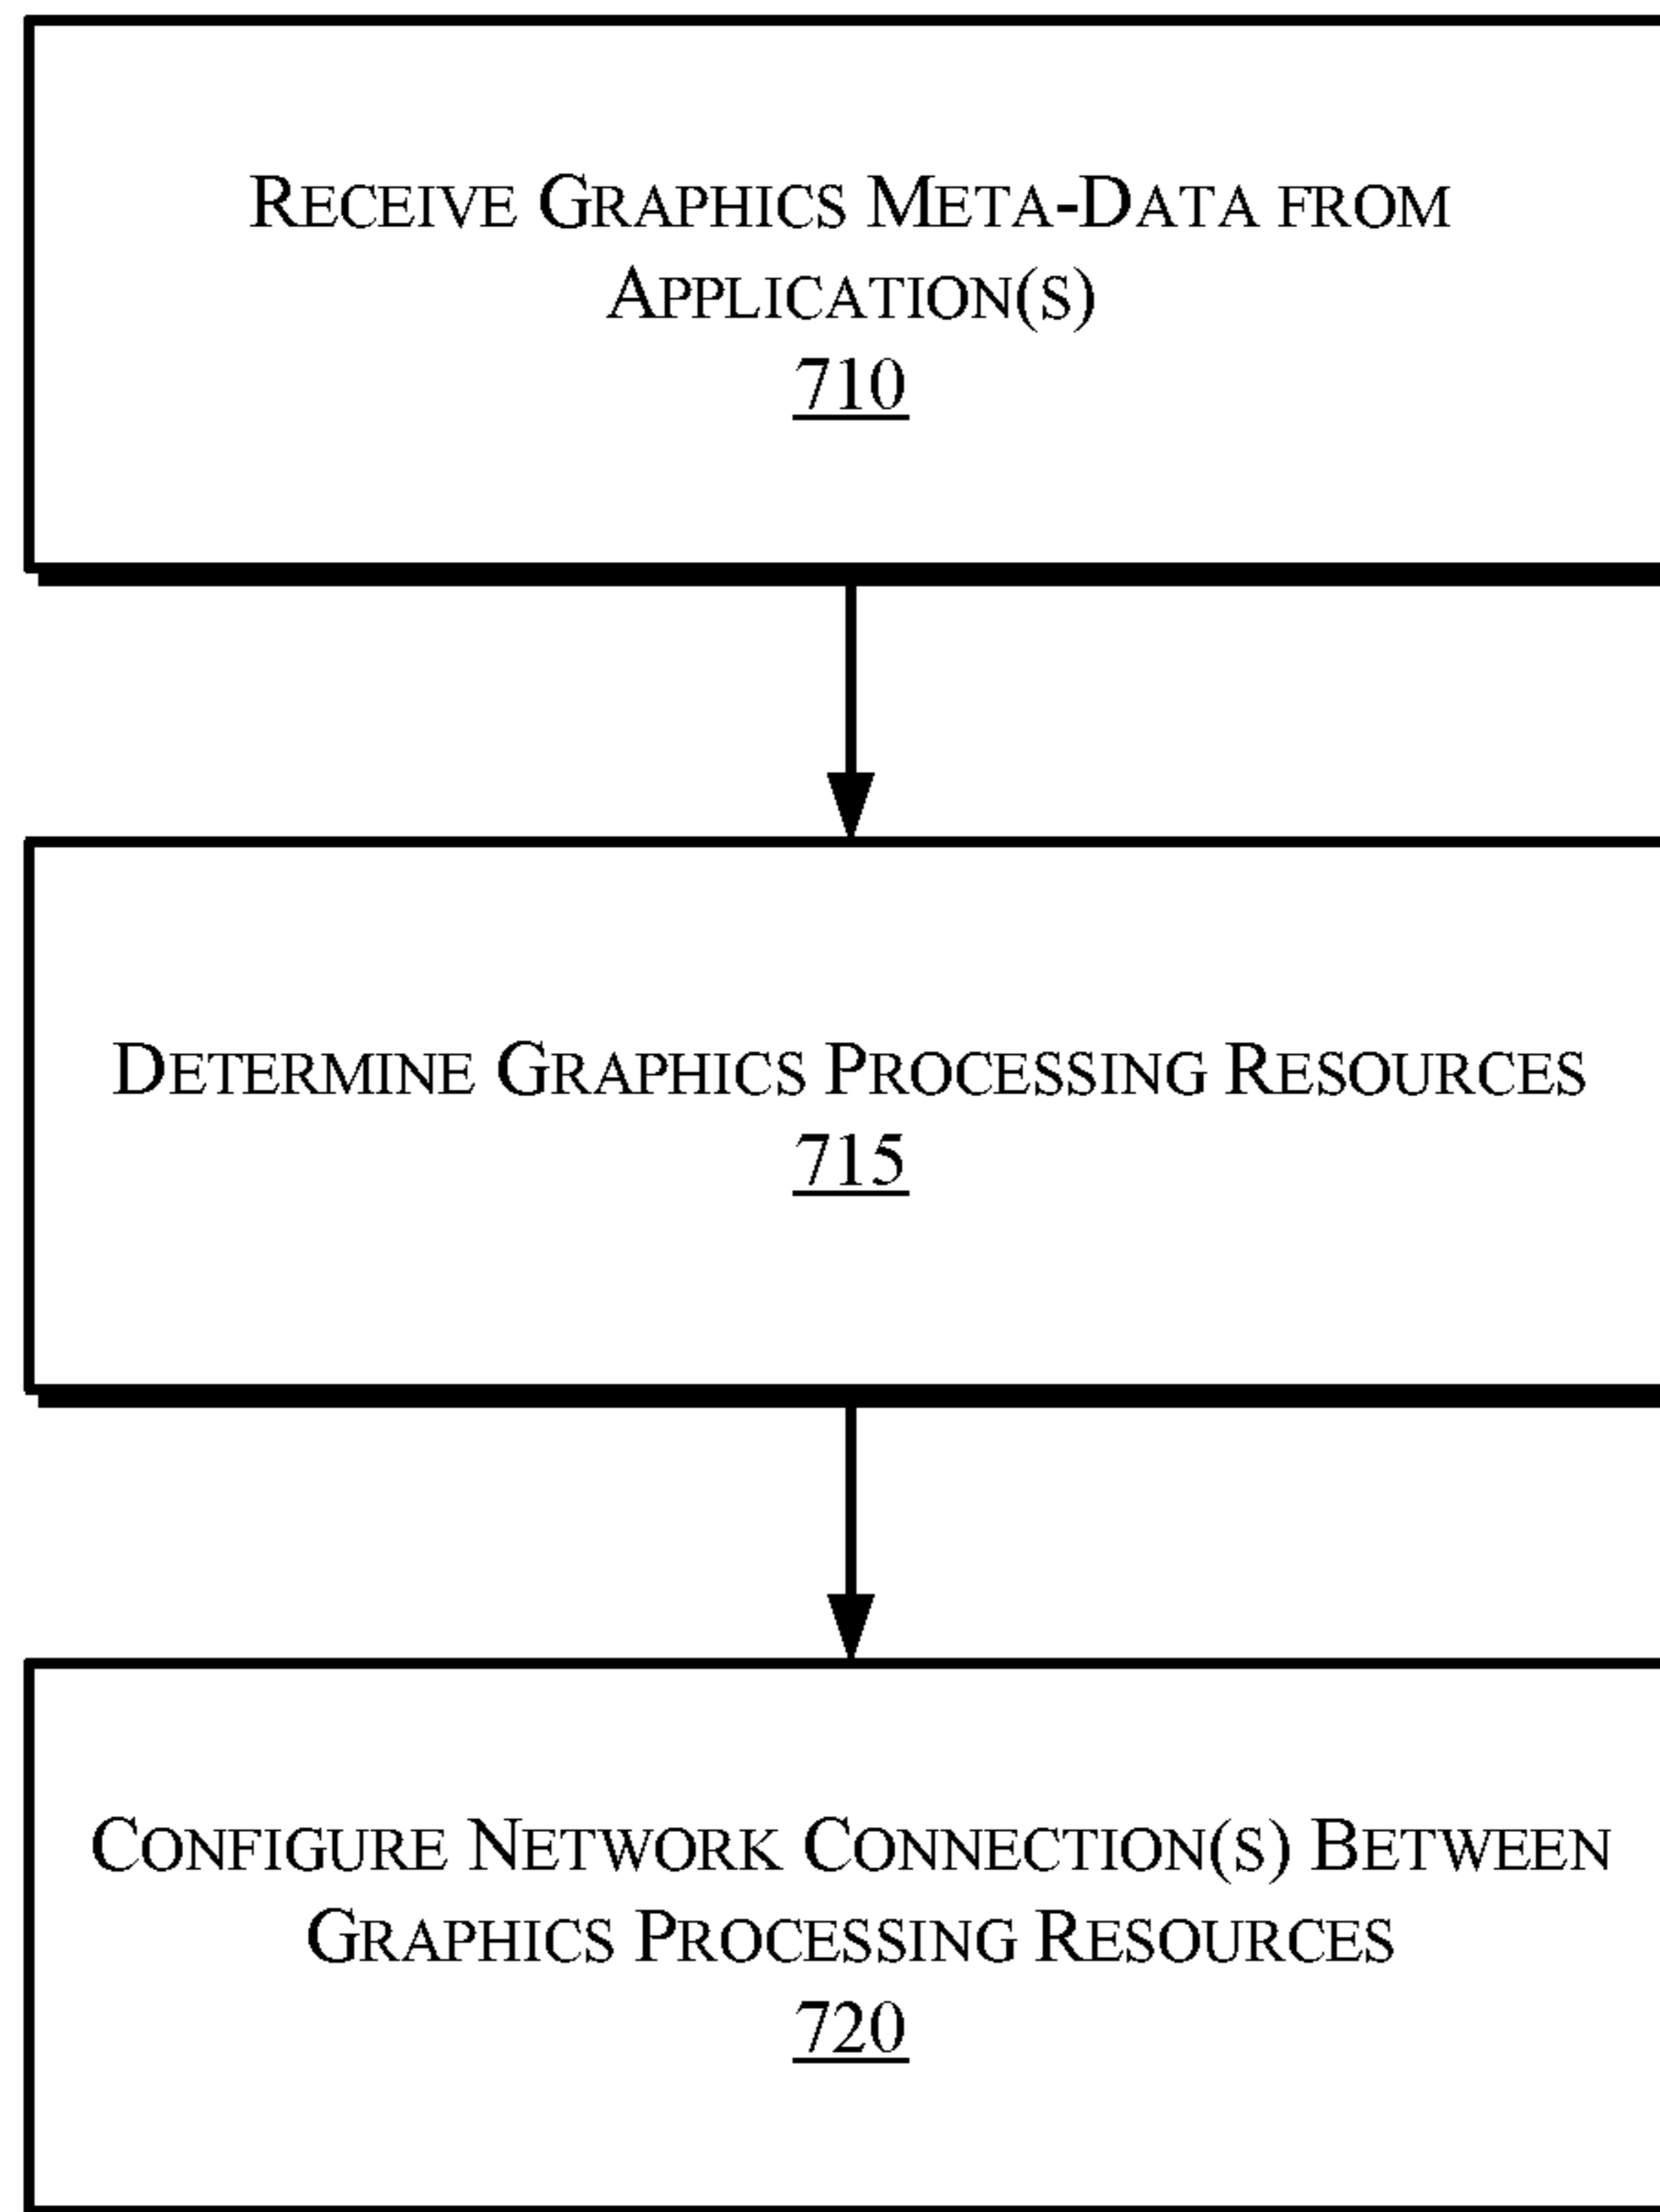 Receive Graphics Meta-Data from
Application(s)
710
Determine Graphics Processing Resources
715
Configure Network Connection(s) Between
Graphics Processing Resources
720